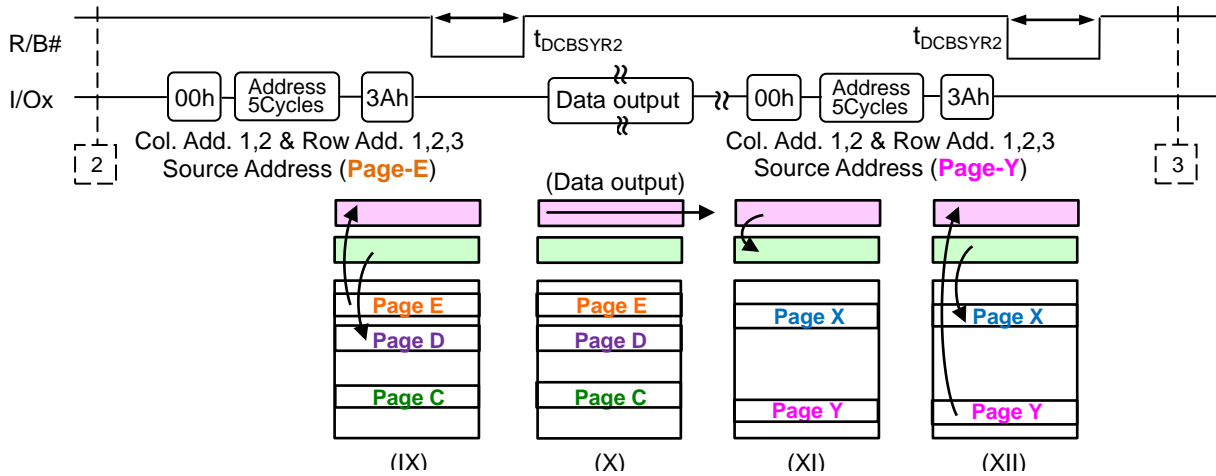 R/B#
tDCBSYR2
tDCBSYR2
I/Ox
00h
Address
5Cycles
3Ah
Data output
00h
Address
5Cycles
3Ah
2
Col. Add. 1,2 & Row Add. 1,2,3
Source Address (Page-E)
Col. Add. 1,2 & Row Add. 1,2,3
Source Address (Page-Y)
3
(Data output)
Page E
Page D
Page C
Page E
Page D
Page C
Page X
Page Y
Page X
Page Y
(IX)
(X)
(XI)
(XII)